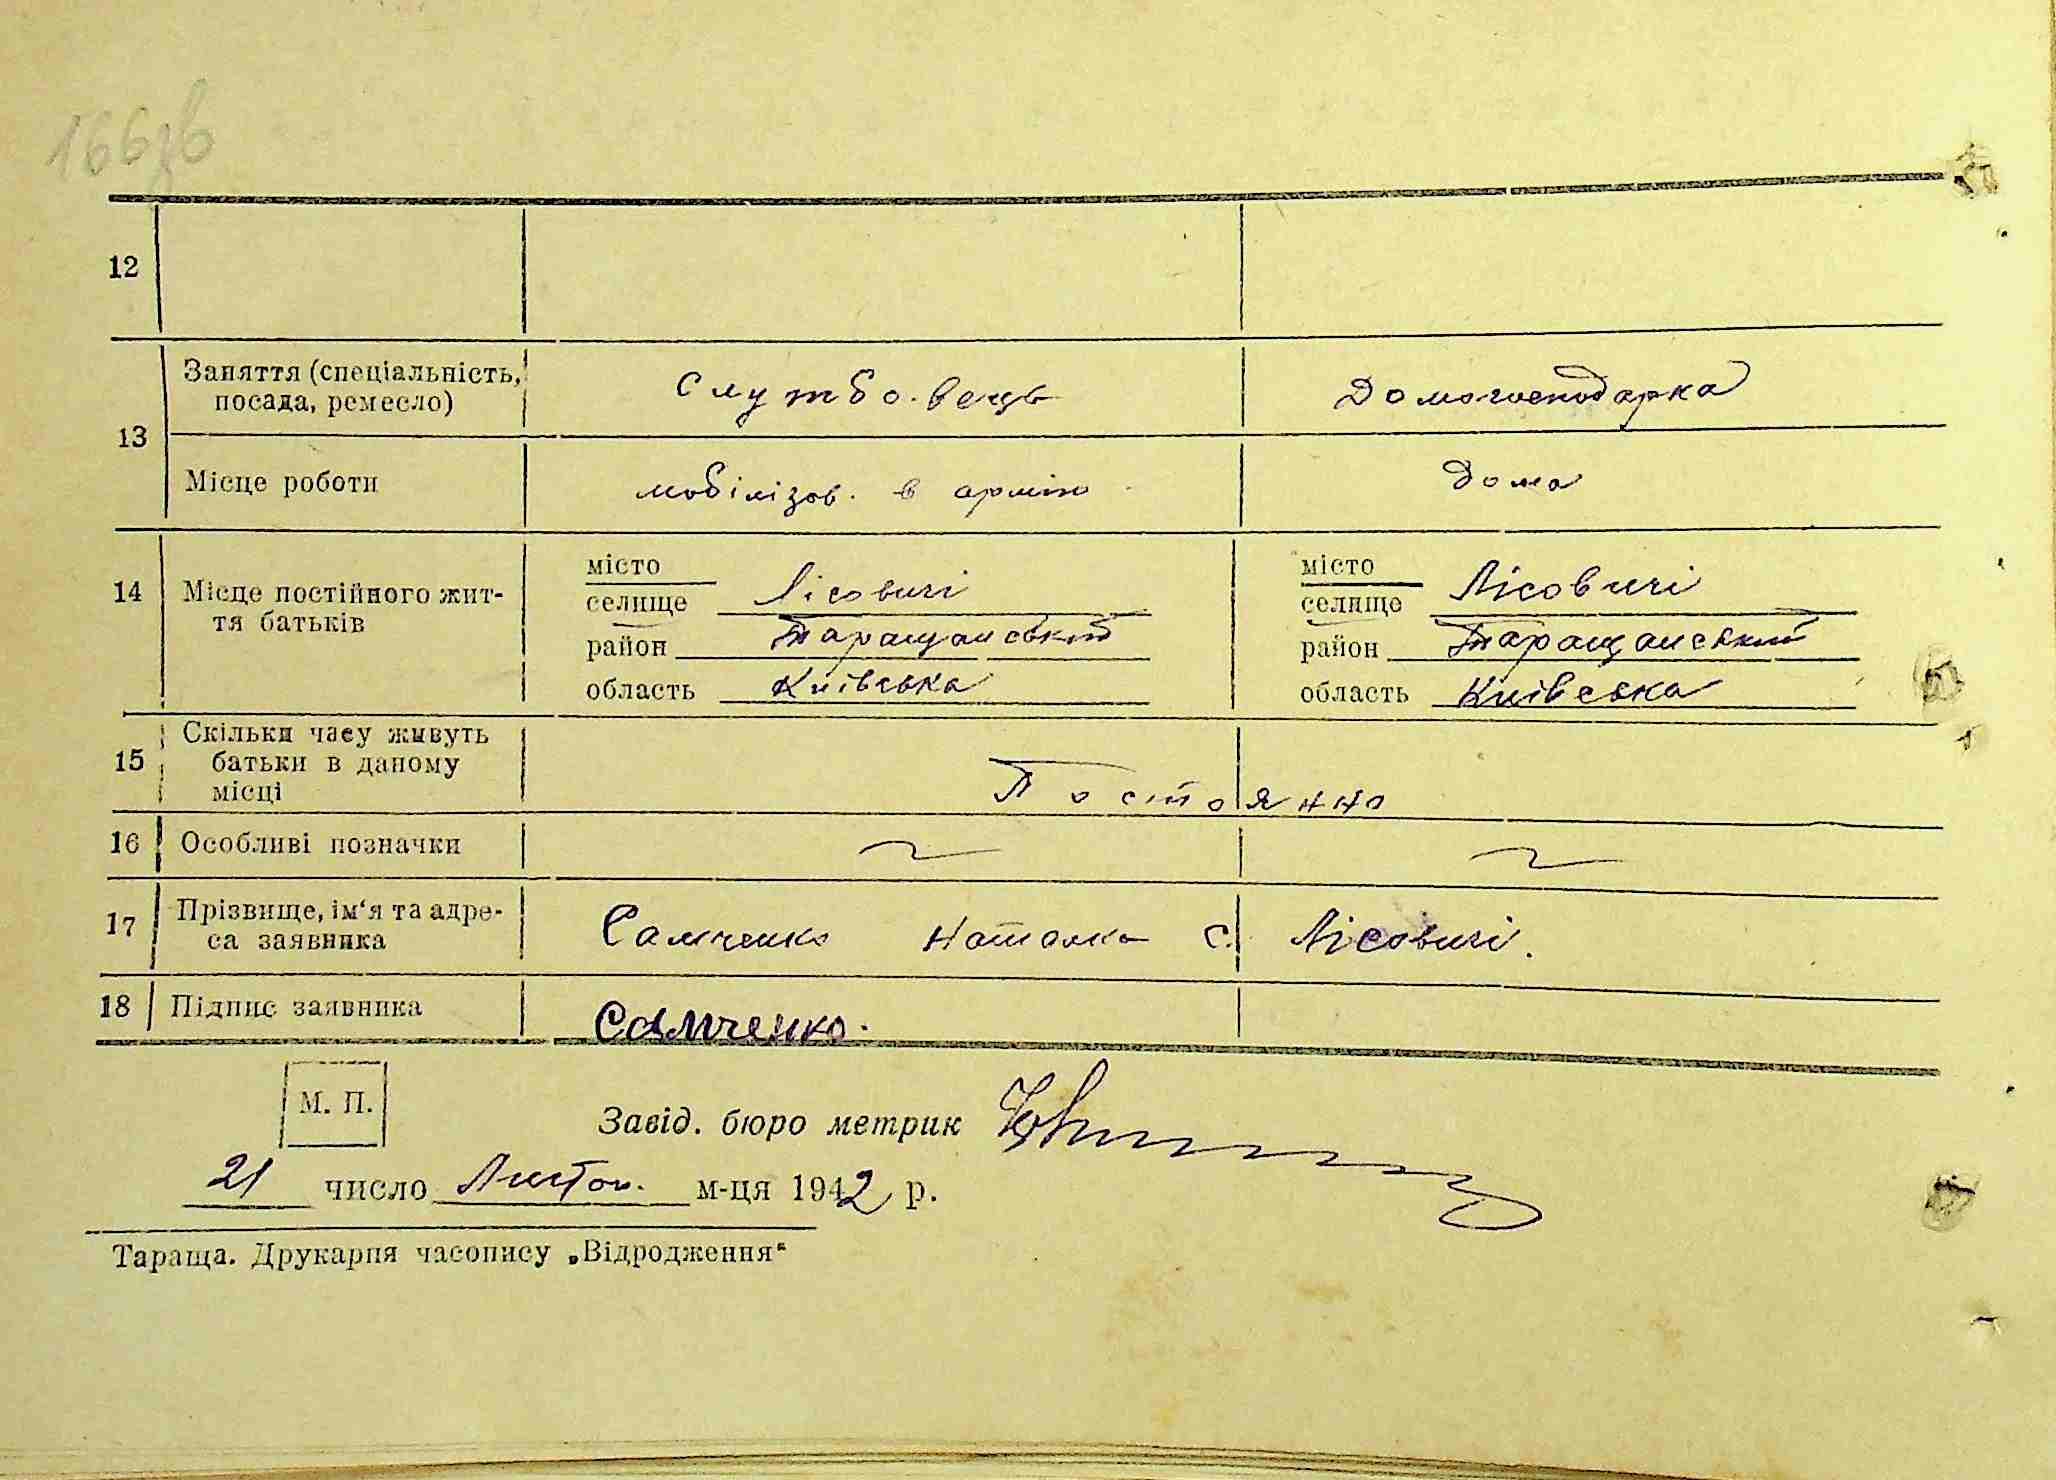 166зв
12
13 Заняття (спеціальність, посада, ремесло) Службовець Домогосподарка
Місце роботи мобілізов. в армію Дома
14 Місце постійного жит-
тя батьків
місто
селище Лісовичі
район Таращанський
область Київська
місто
селище Лісовичі
район Таращанський
область Київська
15 Скільки часу живуть
батьки в даному
місці
Постоянно
16 Особливі позначки
17 Прізвище, ім'я та адре-
са заявника
Самченко Наталка с. Лісовичі.
18 Підпис заявника Самченко.
М. П.
Завід. бюро метрик
21 число Листоп. м-ця 1942 р.
Тараща. Друкарня часопису „Відродження"